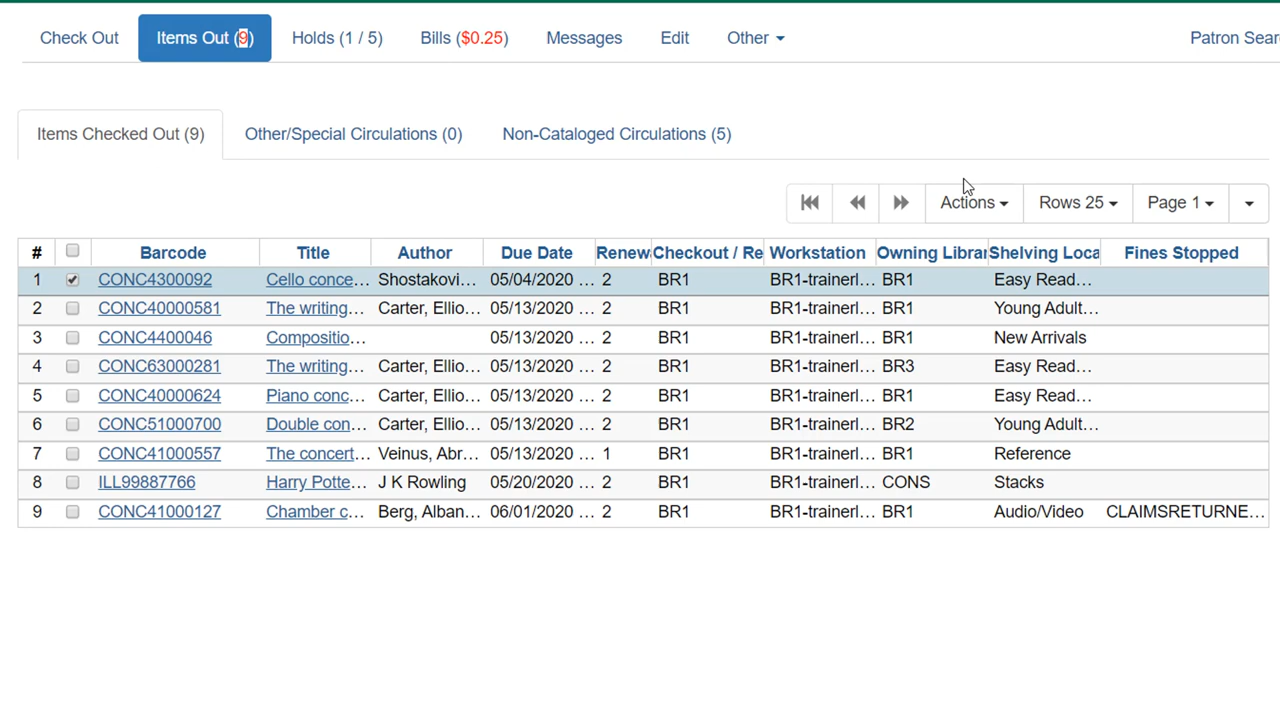 Check Out Items Out (9) Holds (1 / 5) Bills ($0.25) Messages Edit Other Patron Sear
Items Checked Out (9) Other/Special Circulations (0) Non-Cataloged Circulations (5)
Actions Rows 25 Page 1
# Barcode Title Author Due Date Renew Checkout / Re Workstation Owning Librar Shelving Loca Fines Stopped
1 CONC4300092 Cello conce... Shostakovi... 05/04/2020 ... 2 BR1 BR1-trainerl... BR1 Easy Read...
2 CONC40000581 The writing... Carter, Ellio... 05/13/2020 ... 2 BR1 BR1-trainerl... BR1 Young Adult...
3 CONC4400046 Compositio... 05/13/2020 ... 2 BR1 BR1-trainerl... BR1 New Arrivals
4 CONC63000281 The writing... Carter, Ellio... 05/13/2020 ... 2 BR1 BR1-trainerl... BR3 Easy Read...
5 CONC40000624 Piano conc... Carter, Ellio... 05/13/2020 ... 2 BR1 BR1-trainerl... BR1 Easy Read...
6 CONC51000700 Double con... Carter, Ellio... 05/13/2020 ... 2 BR1 BR1-trainerl... BR2 Young Adult...
7 CONC41000557 The concert... Veinus, Abr... 05/13/2020 ... 1 BR1 BR1-trainerl... BR1 Reference
8 ILL99887766 Harry Potte... J K Rowling 05/20/2020 ... 2 BR1 BR1-trainerl... CONS Stacks
9 CONC41000127 Chamber c... Berg, Alban... 06/01/2020 ... 2 BR1 BR1-trainerl... BR1 Audio/Video CLAIMSRETURNE...